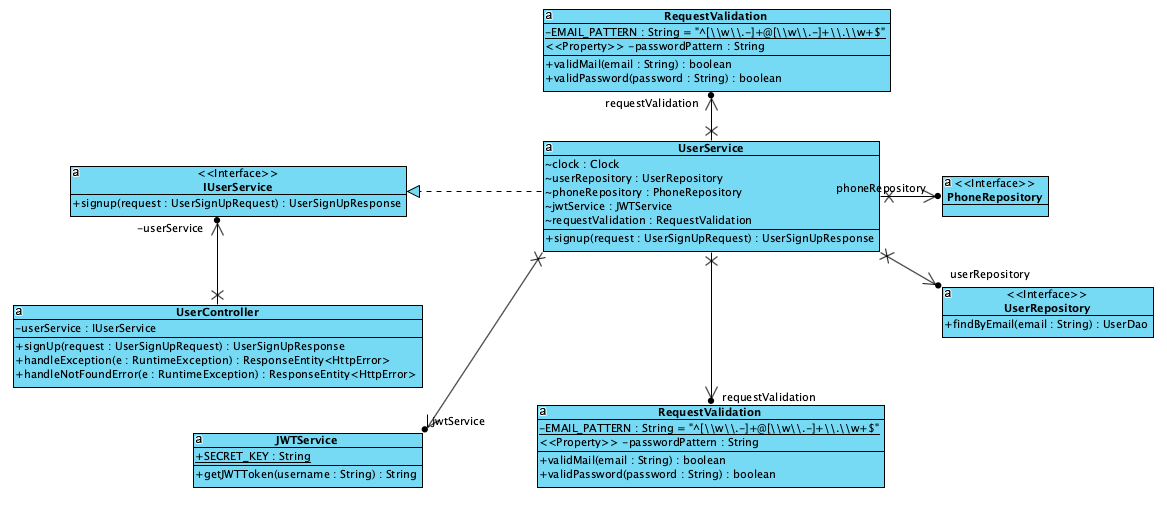 a
RequestValidation
-EMAIL_PATTERN : String = "^[\\w\\.-]+@[\\w\\.-]+\\.\\w+$"
<<Property>> -passwordPattern : String
+validMail(email : String) : boolean
+validPassword(password : String) : boolean
requestValidation
a
UserService
~clock : Clock
~userRepository : UserRepository
~phoneRepository : PhoneRepository
~jwtService : JWTService
~requestValidation : RequestValidation
+signup(request : UserSignUpRequest) : UserSignUpResponse
a
<<Interface>>
IUserService
+signup(request : UserSignUpRequest) : UserSignUpResponse
-userService
phoneRepository
a
<<Interface>>
PhoneRepository
userRepository
a
<<Interface>>
UserRepository
+findByEmail(email : String) : UserDao
a
UserController
-userService : IUserService
+signUp(request : UserSignUpRequest) : UserSignUpResponse
+handleException(e : RuntimeException) : ResponseEntity<HttpError>
+handleNotFoundError(e : RuntimeException) : ResponseEntity<HttpError>
jwtService
a
JWTService
+SECRET_KEY : String
+getJWTToken(username : String) : String
requestValidation
a
RequestValidation
-EMAIL_PATTERN : String = "^[\\w\\.-]+@[\\w\\.-]+\\.\\w+$"
<<Property>> -passwordPattern : String
+validMail(email : String) : boolean
+validPassword(password : String) : boolean